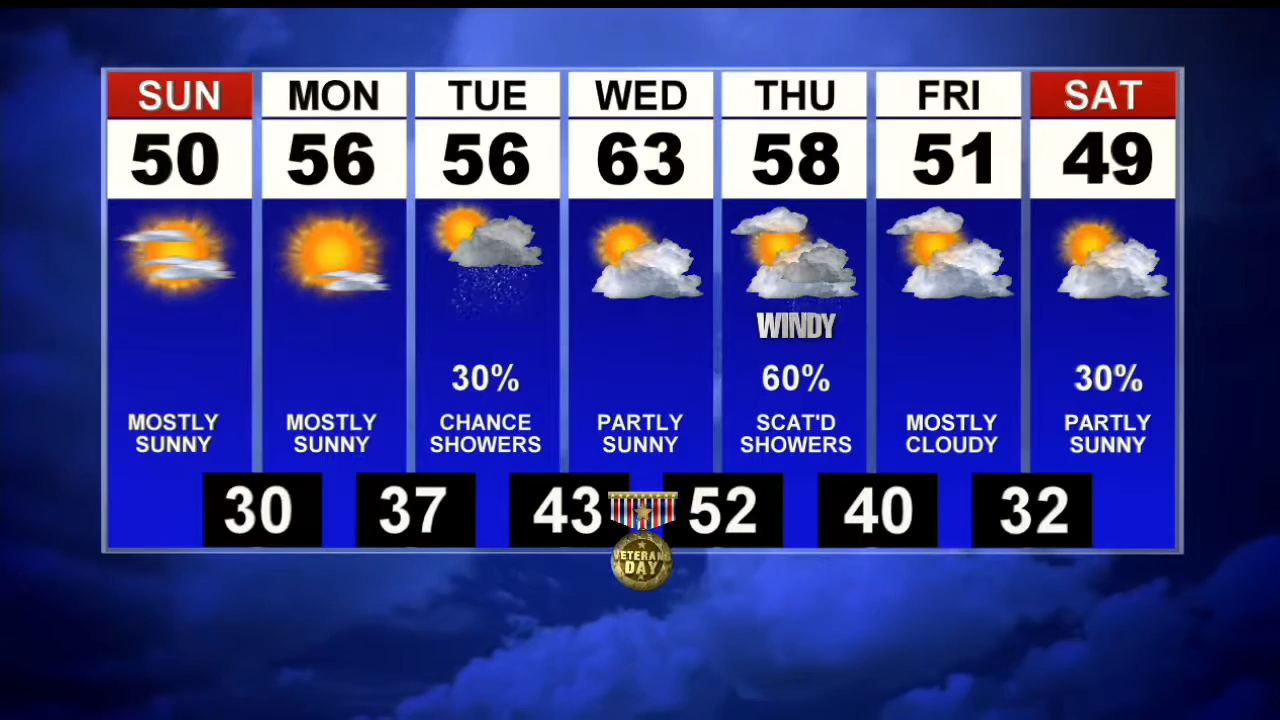 SUN MON TUE WED THU FRI SAT
50 56 56 63 58 51 49
WINDY
30% 60% 30%
MOSTLY MOSTLY CHANCE PARTLY SCAT'D MOSTLY PARTLY
SUNNY SUNNY SHOWERS SUNNY SHOWERS CLOUDY SUNNY
30 37 43 52 40 32
VETERANS
DAY